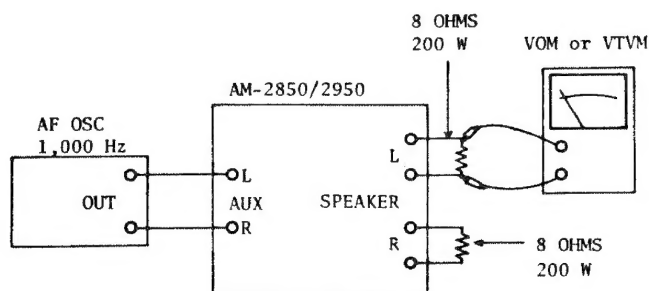 8 OHMS
200 W
VOM or VTVM
AM-2850/2950
AF OSC
1,000 Hz
OUT
L
AUX
R
SPEAKER
L
R
8 OHMS
200 W